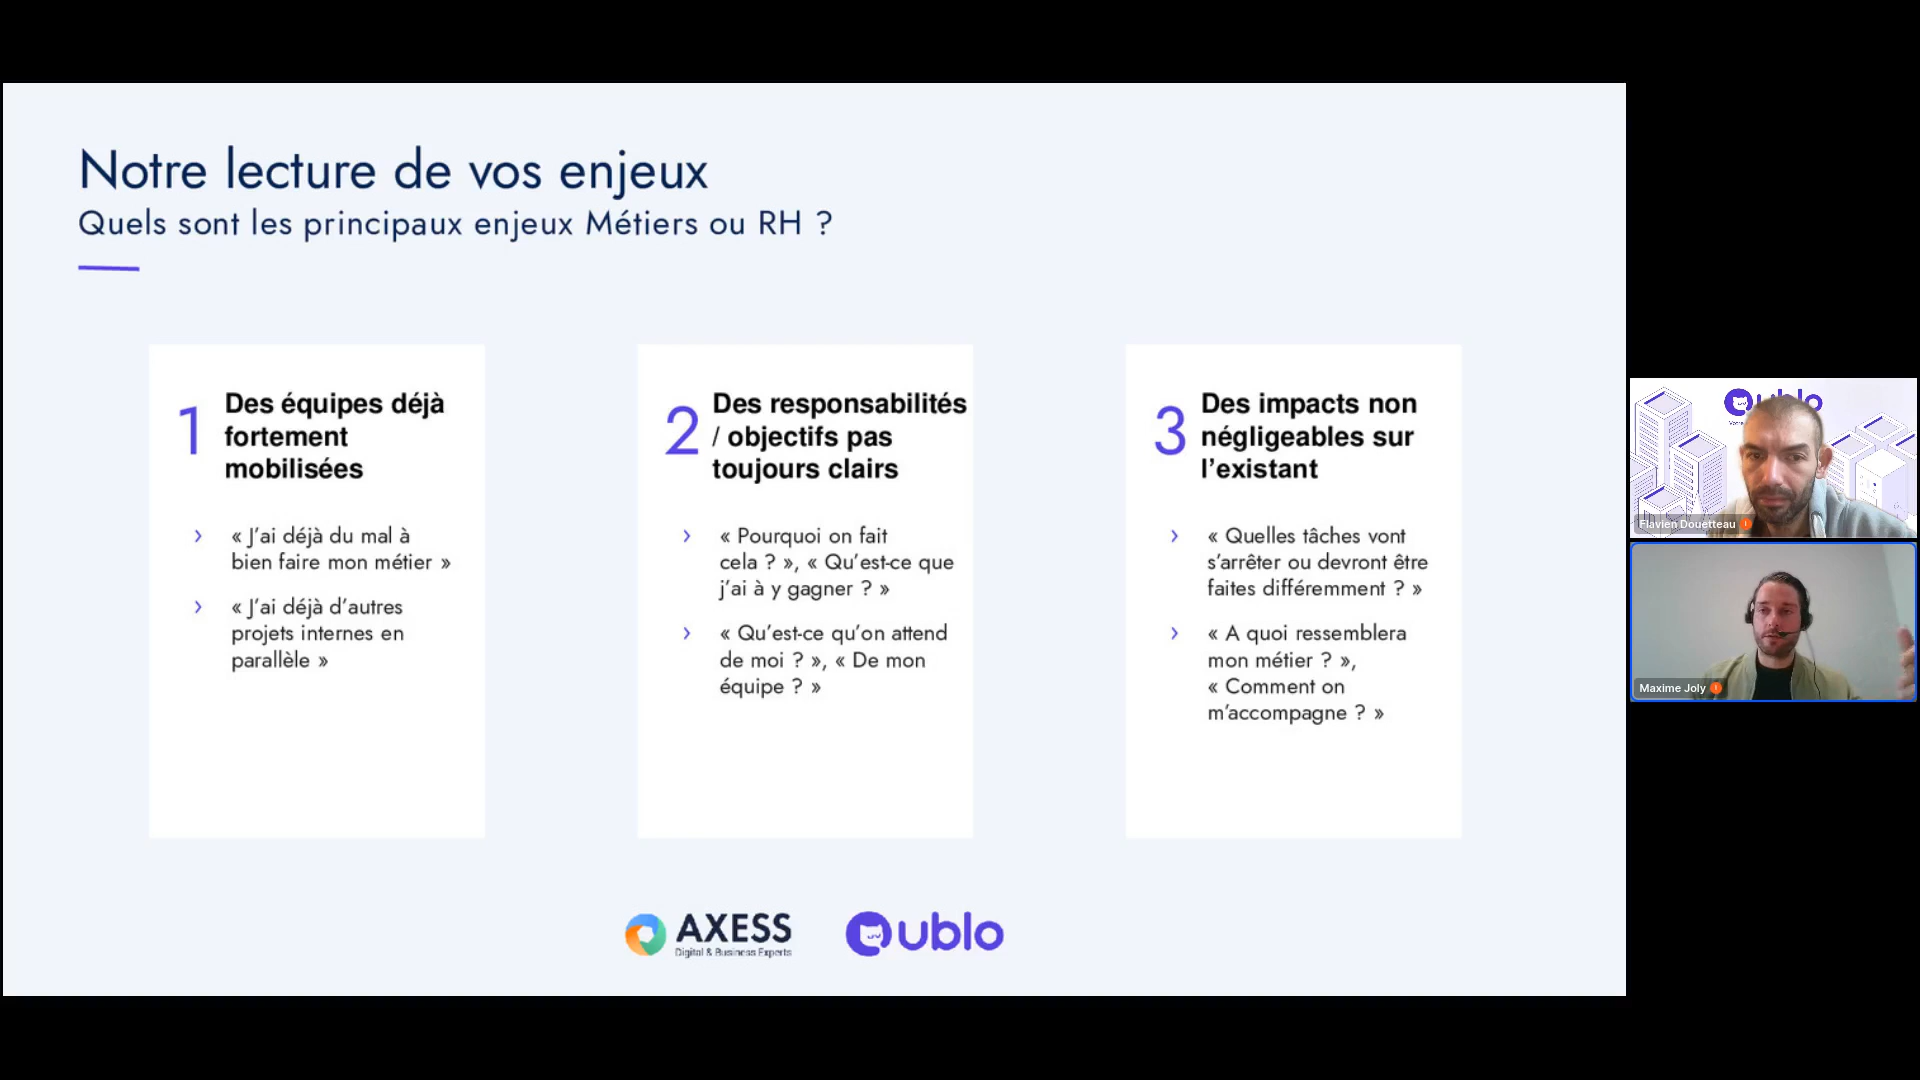 Notre lecture de vos enjeux
Quels sont les principaux enjeux Métiers ou RH ?
1
Des équipes déjà
fortement
mobilisées
› « J’ai déjà du mal à
bien faire mon métier »
› « J’ai déjà d’autres
projets internes en
parallèle »
2
Des responsabilités
/ objectifs pas
toujours clairs
› « Pourquoi on fait
cela ? », « Qu’est-ce que
j’ai à y gagner ? »
› « Qu’est-ce qu’on attend
de moi ? », « De mon
équipe ? »
3
Des impacts non
négligeables sur
l’existant
› « Quelles tâches vont
s’arrêter ou devront être
faites différemment ? »
› « A quoi ressemblera
mon métier ? »,
« Comment on
m’accompagne ? »
AXESS
Digital & Business Experts
ublo
ublo
Flavien Douetteau
Maxime Joly